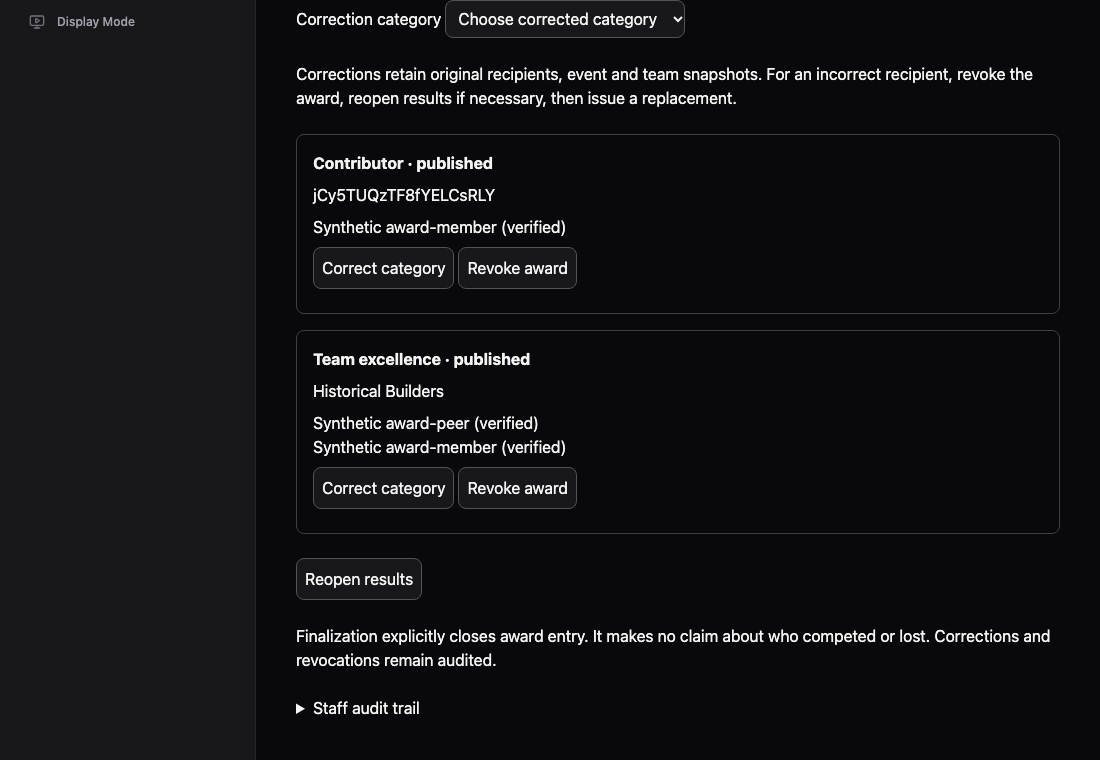 Display Mode
Correction category Choose corrected category
Corrections retain original recipients, event and team snapshots. For an incorrect recipient, revoke the
award, reopen results if necessary, then issue a replacement.
Contributor · published
jCy5TUQzTF8fYELCsRLY
Synthetic award-member (verified)
Correct category Revoke award
Team excellence · published
Historical Builders
Synthetic award-peer (verified)
Synthetic award-member (verified)
Correct category Revoke award
Reopen results
Finalization explicitly closes award entry. It makes no claim about who competed or lost. Corrections and
revocations remain audited.
Staff audit trail